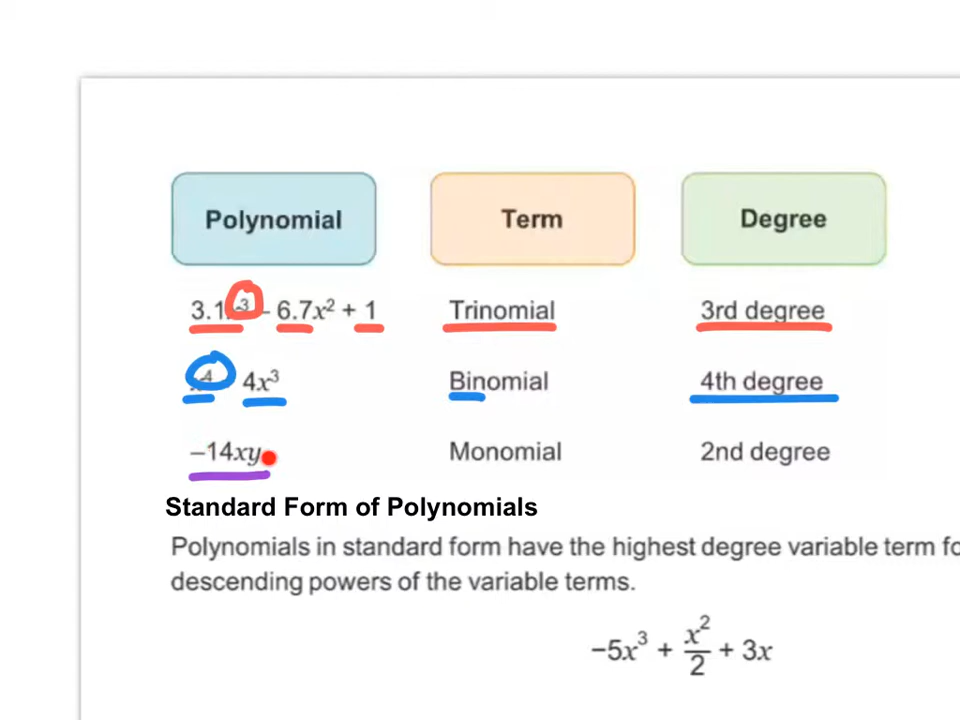 Polynomial Term Degree
3.1x³ - 6.7x² + 1 Trinomial 3rd degree
x⁴ 4x³ Binomial 4th degree
−14xy Monomial 2nd degree
Standard Form of Polynomials
Polynomials in standard form have the highest degree variable term
descending powers of the variable terms.
−5x³ + x²/2 + 3x